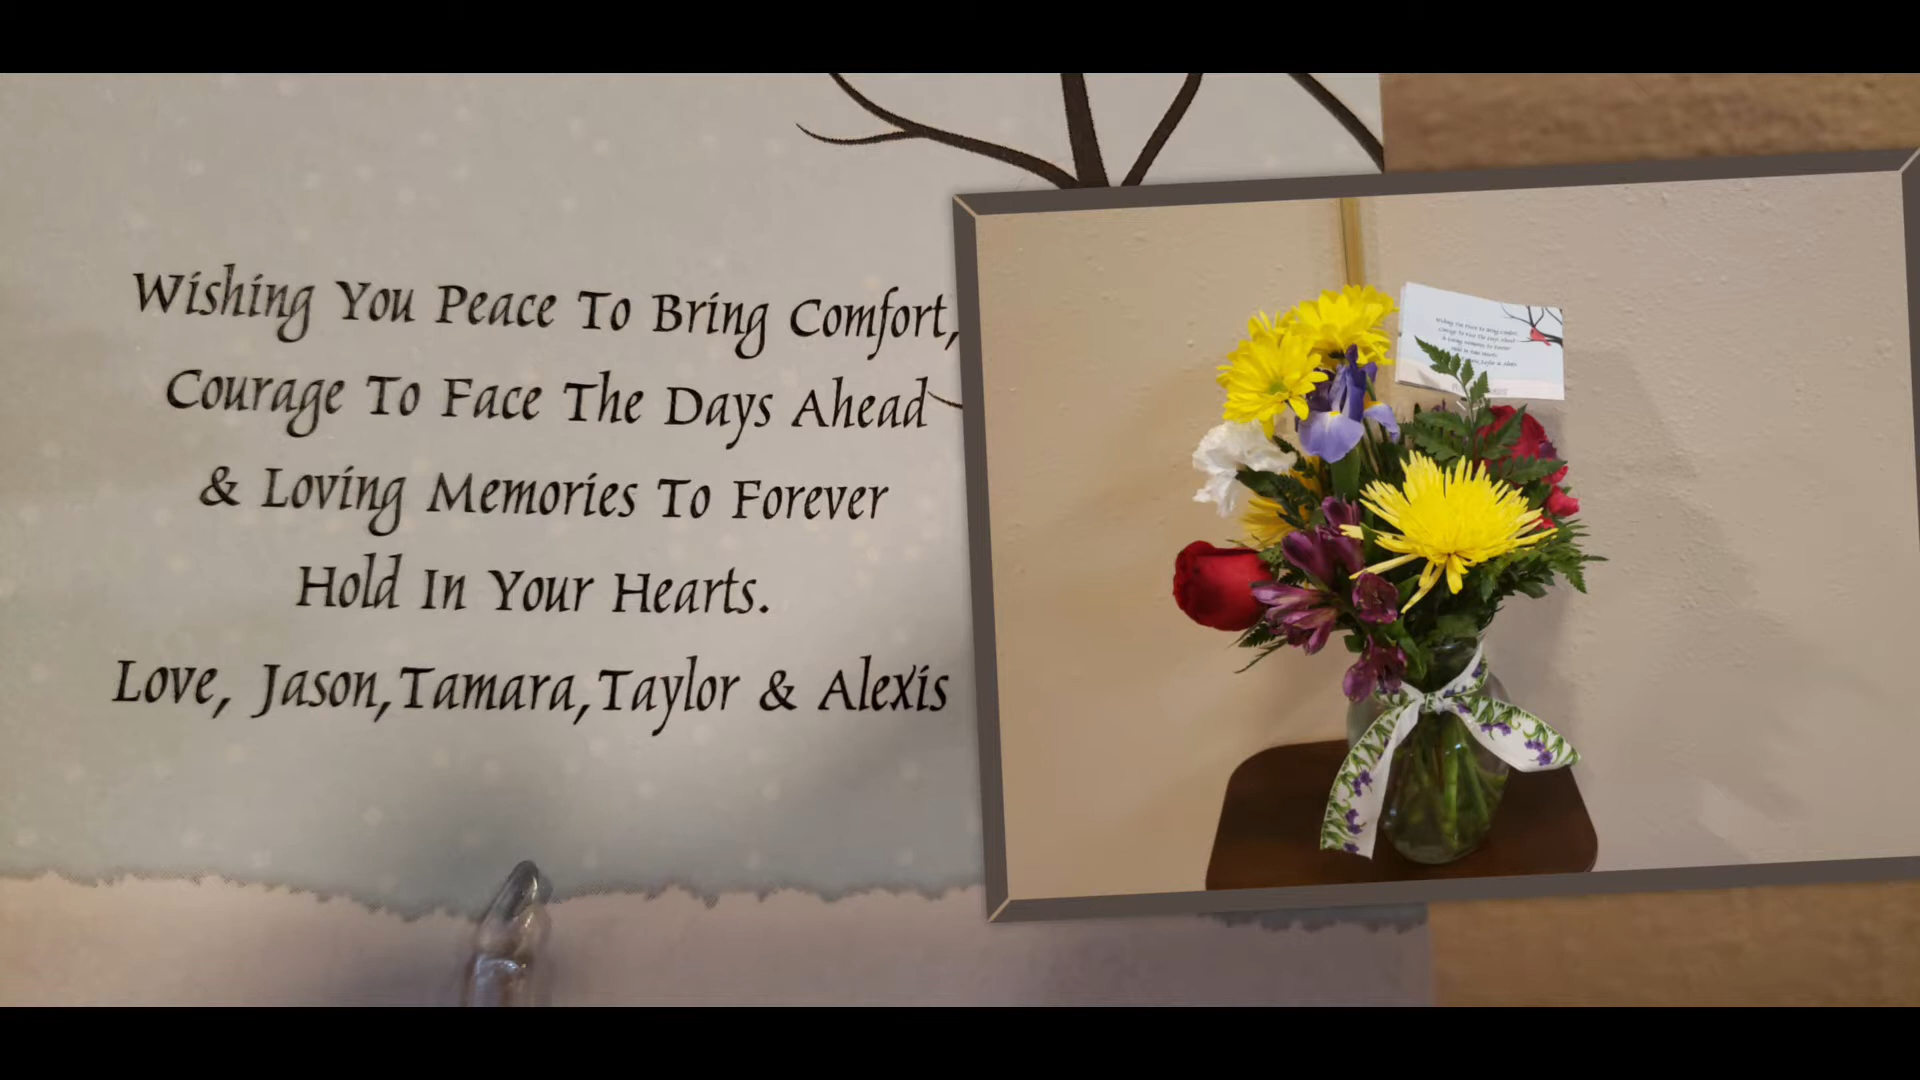 Wishing You Peace To Bring Comfort,
Courage To Face The Days Ahead
& Loving Memories To Forever
Hold In Your Hearts.
Love, Jason,Tamara,Taylor & Alexis